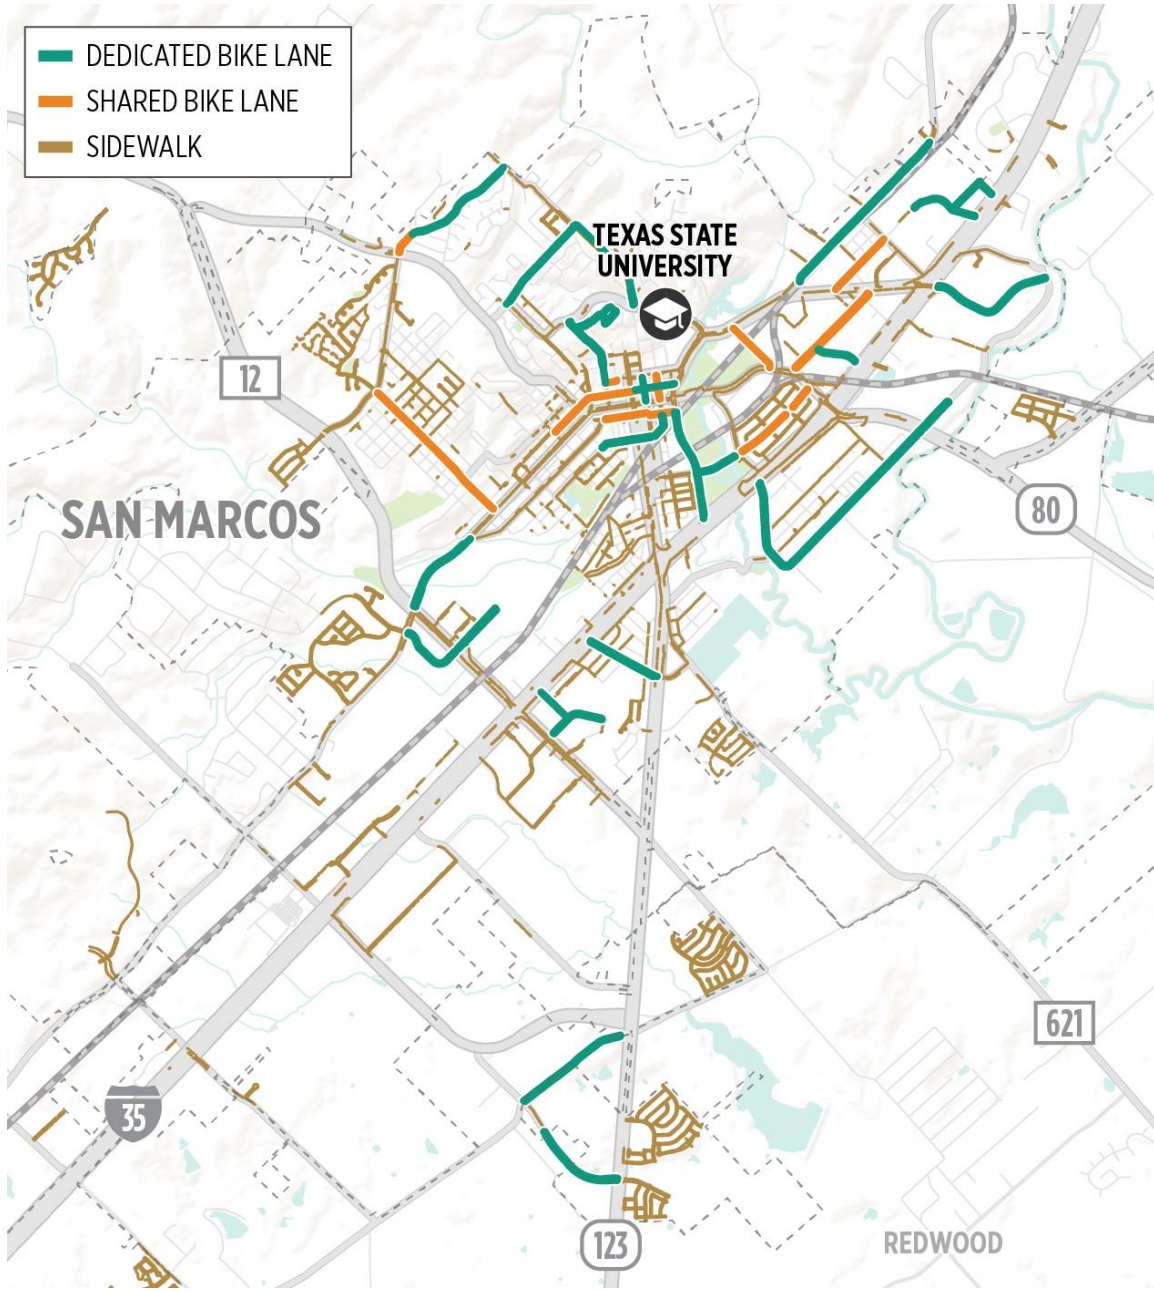 DEDICATED BIKE LANE
SHARED BIKE LANE
SIDEWALK
TEXAS STATE
UNIVERSITY
12
SAN MARCOS
80
621
35
123
REDWOOD